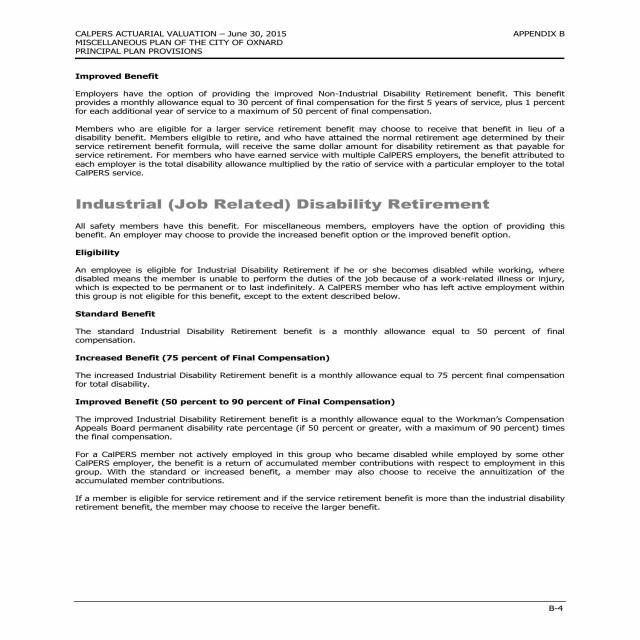 CALPERS ACTUARIAL VALUATION – June 30, 2015 APPENDIX B
MISCELLANEOUS PLAN OF THE CITY OF OXNARD
PRINCIPAL PLAN PROVISIONS
Improved Benefit
Employers have the option of providing the improved Non-Industrial Disability Retirement benefit. This benefit
provides a monthly allowance equal to 30 percent of final compensation for the first 5 years of service, plus 1 percent
for each additional year of service to a maximum of 50 percent of final compensation.
Members who are eligible for a larger service retirement benefit may choose to receive that benefit in lieu of a
disability benefit. Members eligible to retire, and who have attained the normal retirement age determined by their
service retirement benefit formula, will receive the same dollar amount for disability retirement as that payable for
service retirement. For members who have earned service with multiple CalPERS employers, the benefit attributed to
each employer is the total disability allowance multiplied by the ratio of service with a particular employer to the total
CalPERS service.
Industrial (Job Related) Disability Retirement
All safety members have this benefit. For miscellaneous members, employers have the option of providing this
benefit. An employer may choose to provide the increased benefit option or the improved benefit option.
Eligibility
An employee is eligible for Industrial Disability Retirement if he or she becomes disabled while working, where
disabled means the member is unable to perform the duties of the job because of a work-related illness or injury,
which is expected to be permanent or to last indefinitely. A CalPERS member who has left active employment within
this group is not eligible for this benefit, except to the extent described below.
Standard Benefit
The standard Industrial Disability Retirement benefit is a monthly allowance equal to 50 percent of final
compensation.
Increased Benefit (75 percent of Final Compensation)
The increased Industrial Disability Retirement benefit is a monthly allowance equal to 75 percent final compensation
for total disability.
Improved Benefit (50 percent to 90 percent of Final Compensation)
The improved Industrial Disability Retirement benefit is a monthly allowance equal to the Workman's Compensation
Appeals Board permanent disability rate percentage (if 50 percent or greater, with a maximum of 90 percent) times
the final compensation.
For a CalPERS member not actively employed in this group who became disabled while employed by some other
CalPERS employer, the benefit is a return of accumulated member contributions with respect to employment in this
group. With the standard or increased benefit, a member may also choose to receive the annuitization of the
accumulated member contributions.
If a member is eligible for service retirement and if the service retirement benefit is more than the industrial disability
retirement benefit, the member may choose to receive the larger benefit.
B-4